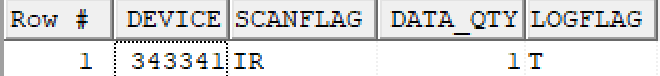 Row # DEVICE SCANFLAG DATA_QTY LOGFLAG
1 343341 IR 1 T